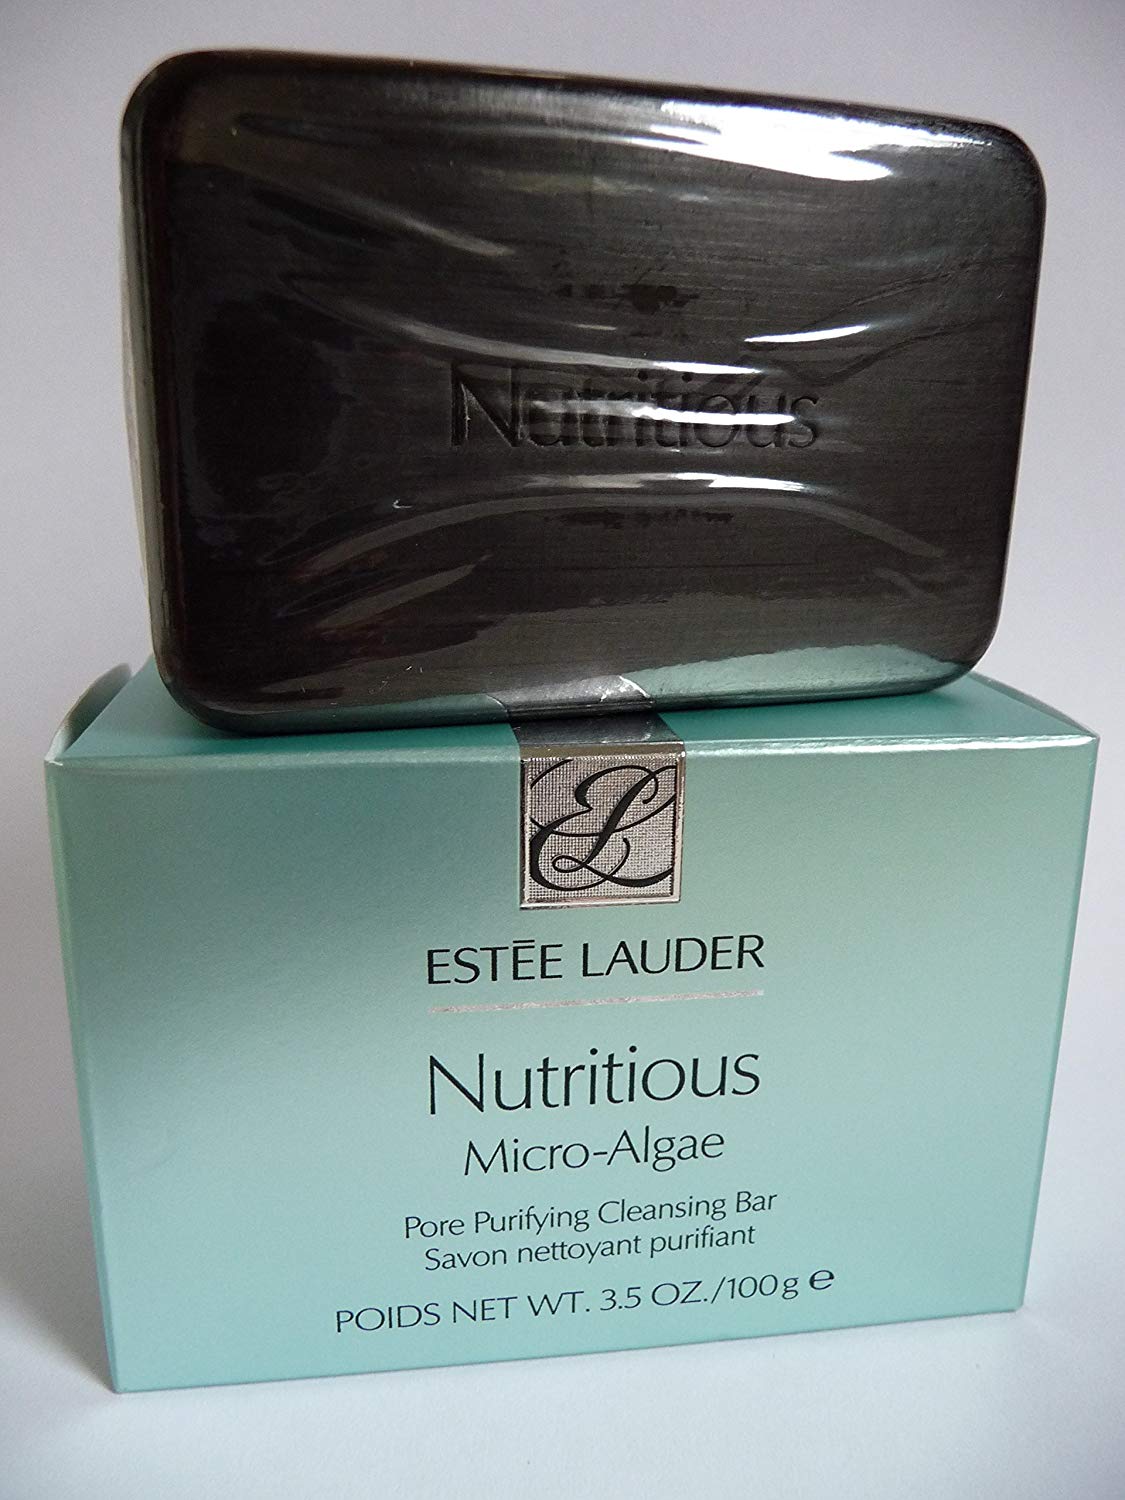 Nutritious
EL
ESTĒE LAUDER
Nutritious
Micro-Algae
Pore Purifying Cleansing Bar
Savon nettoyant purifiant
POIDS NET WT. 3.5 OZ./100g ℮